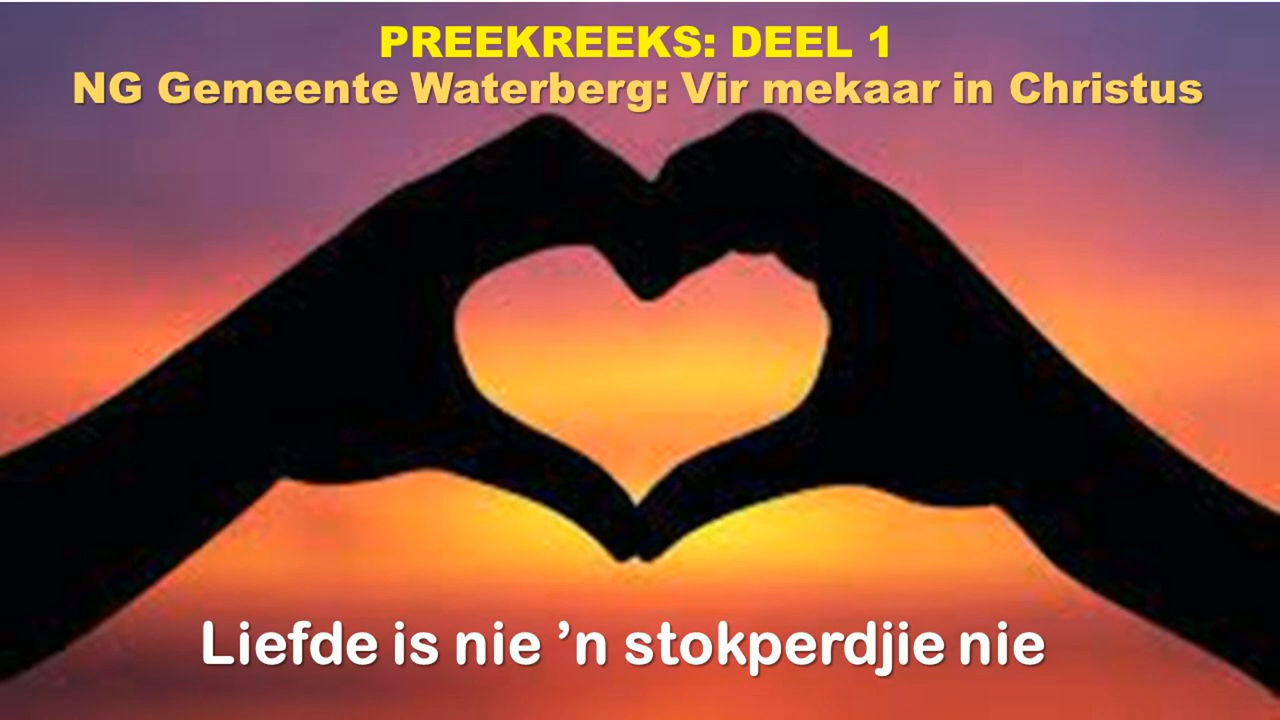 PREEKREEKS: DEEL 1
NG Gemeente Waterberg: Vir mekaar in Christus
Liefde is nie ’n stokperdjie nie